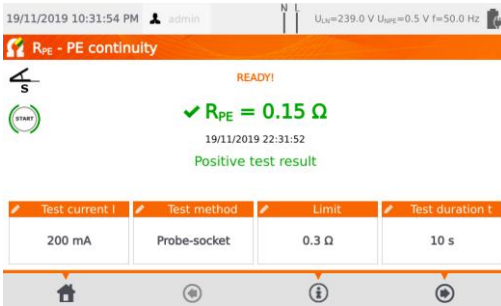 19/11/2019 10:31:54 PM admin N L U_LN=239.0 V U_NPE=0.5 V f=50.0 Hz
R_PE - PE continuity
READY!
S
START
✔ R_PE = 0.15 Ω
19/11/2019 22:31:52
Positive test result
Test current I Test method Limit Test duration t
200 mA Probe-socket 0.3 Ω 10 s